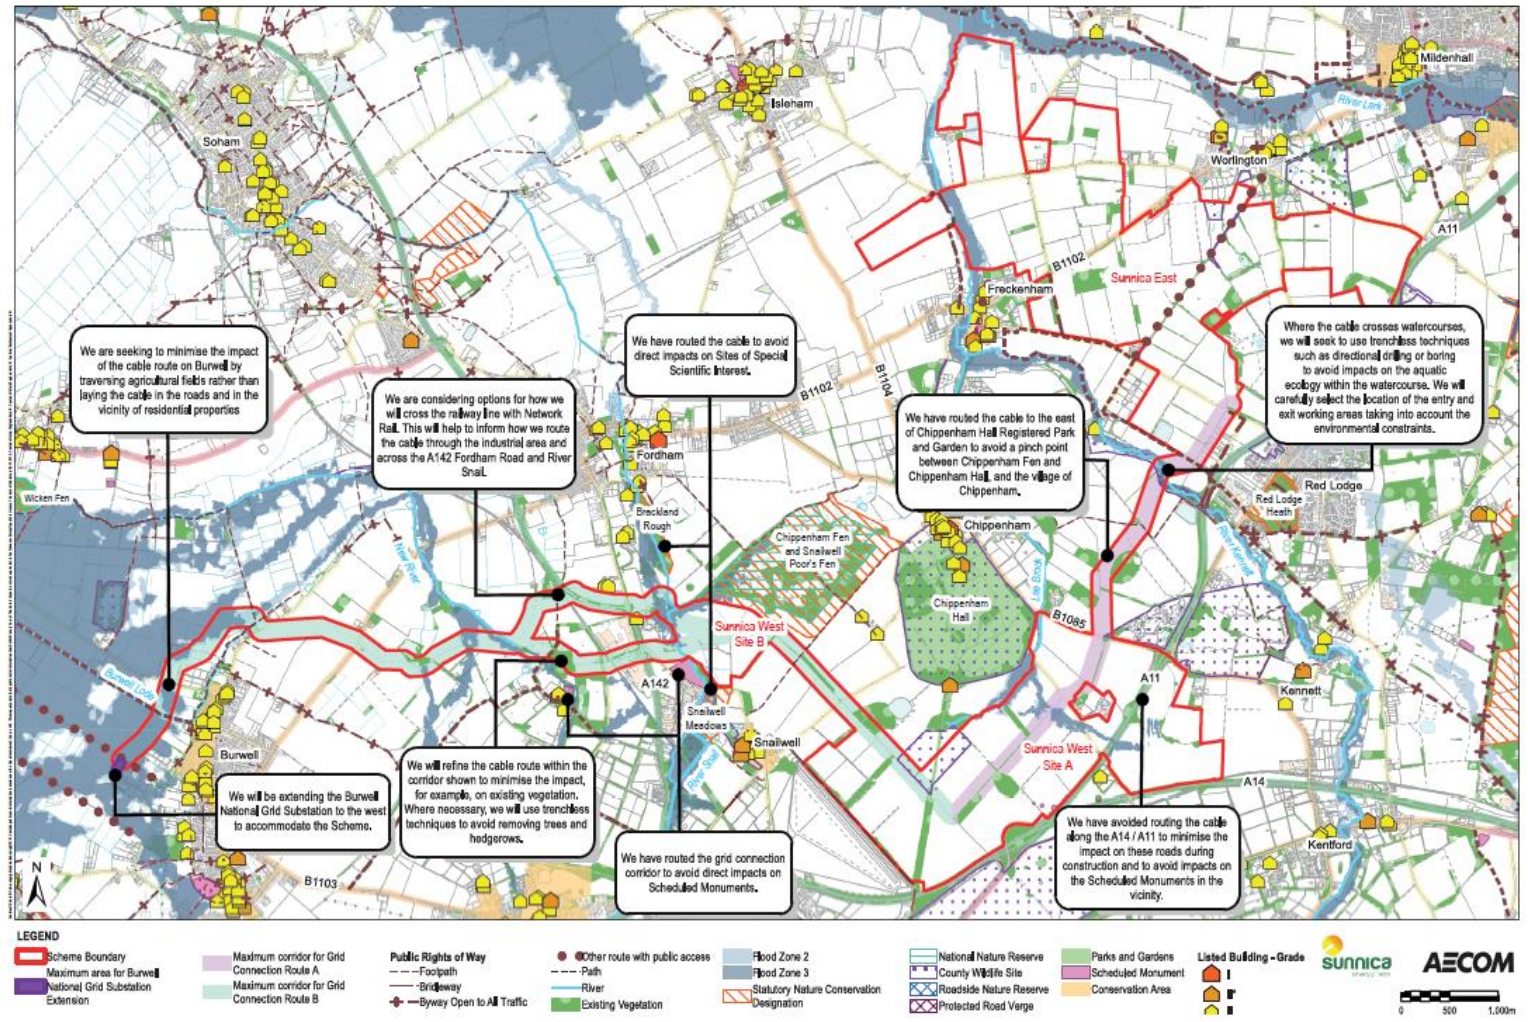 Soham
Isleham
Mildenhall
River Lark
Worlington
A11
B1102
Sunnica East
Freckenham
We are seeking to minimise the impact
of the cable route on Burwell by
traversing agricultural fields rather than
laying the cable in the roads and in the
vicinity of residential properties
We have routed the cable to avoid
direct impacts on Sites of Special
Scientific Interest.
Where the cable crosses watercourses,
we will seek to use trenchless techniques
such as directional drilling or boring
to avoid impacts on the aquatic
ecology within the watercourse. We will
carefully select the location of the entry and
exit working areas taking into account the
environmental constraints.
We are considering options for how we
will cross the railway line with Network
Rail. This will help to inform how we route
the cable through the industrial area and
across the A142 Fordham Road and River
Snail.
B1102
B1104
We have routed the cable to the east
of Chippenham Hall Registered Park
and Garden to avoid a pinch point
between Chippenham Fen and
Chippenham Hall, and the village of
Chippenham.
Fordham
Wicken Fen
Brackland
Rough
Red Lodge
Red Lodge
Heath
Chippenham
Chippenham Fen
and Snailwell
Poor's Fen
New River
River Kennett
Lee Brook
Chippenham
Hall
B1085
Sunnica West
Site B
Burwell Lode
A142
A11
Kennett
Snailwell
Meadows
Snailwell
River Snail
Burwell
Sunnica West
Site A
A14
We will be extending the Burwell
National Grid Substation to the west
to accommodate the Scheme.
We will refine the cable route within the
corridor shown to minimise the impact,
for example, on existing vegetation.
Where necessary, we will use trenchless
techniques to avoid removing trees and
hedgerows.
We have routed the grid connection
corridor to avoid direct impacts on
Scheduled Monuments.
We have avoided routing the cable
along the A14 / A11 to minimise the
impact on these roads during
construction and to avoid impacts on
the Scheduled Monuments in the
vicinity.
Kentford
B1103
N
LEGEND
Scheme Boundary
Maximum area for Burwell
National Grid Substation
Extension
Maximum corridor for Grid
Connection Route A
Maximum corridor for Grid
Connection Route B
Public Rights of Way
Footpath
Bridleway
Byway Open to All Traffic
Other route with public access
Path
River
Existing Vegetation
Flood Zone 2
Flood Zone 3
Statutory Nature Conservation
Designation
National Nature Reserve
County Wildlife Site
Roadside Nature Reserve
Protected Road Verge
Parks and Gardens
Scheduled Monument
Conservation Area
Listed Building - Grade
I
II*
II
sunnica
energy farm
AECOM
0 500 1,000m